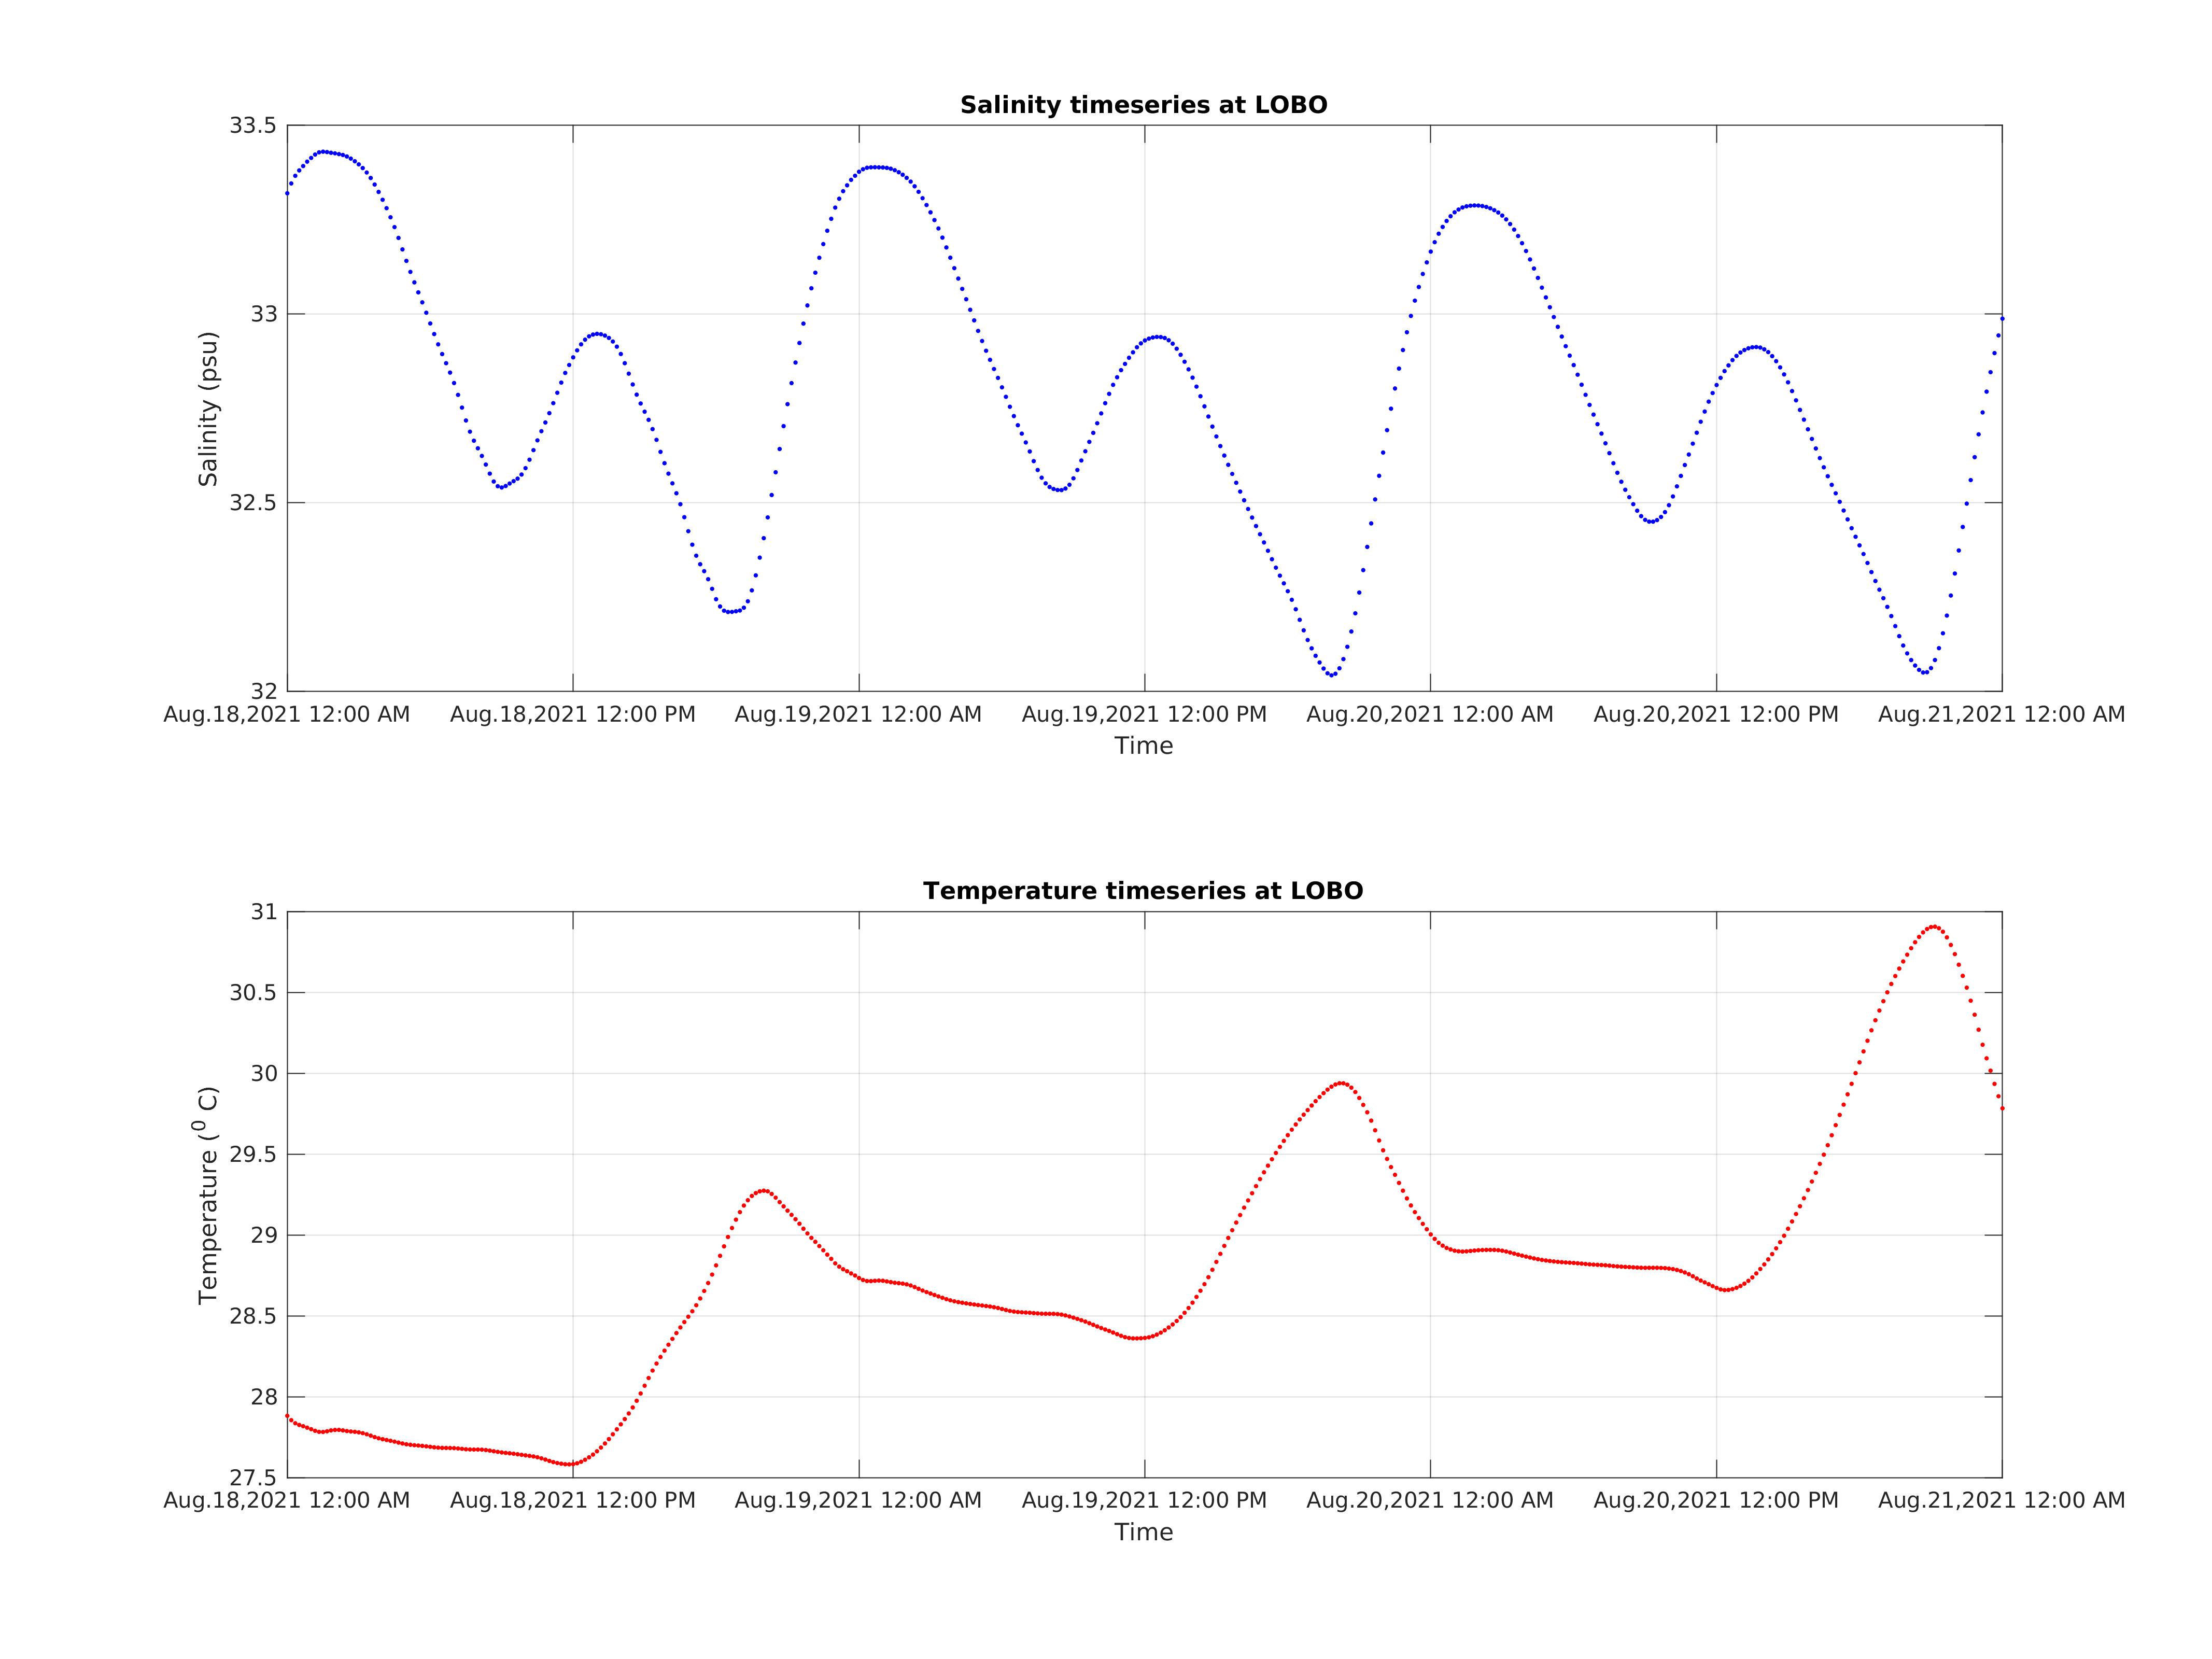 Salinity timeseries at LOBO
33.5
33
32.5
32
Salinity (psu)
Aug.18,2021 12:00 AM Aug.18,2021 12:00 PM Aug.19,2021 12:00 AM Aug.19,2021 12:00 PM Aug.20,2021 12:00 AM Aug.20,2021 12:00 PM Aug.21,2021 12:00 AM
Time
Temperature timeseries at LOBO
31
30.5
30
29.5
29
28.5
28
27.5
Temperature (⁰ C)
Aug.18,2021 12:00 AM Aug.18,2021 12:00 PM Aug.19,2021 12:00 AM Aug.19,2021 12:00 PM Aug.20,2021 12:00 AM Aug.20,2021 12:00 PM Aug.21,2021 12:00 AM
Time